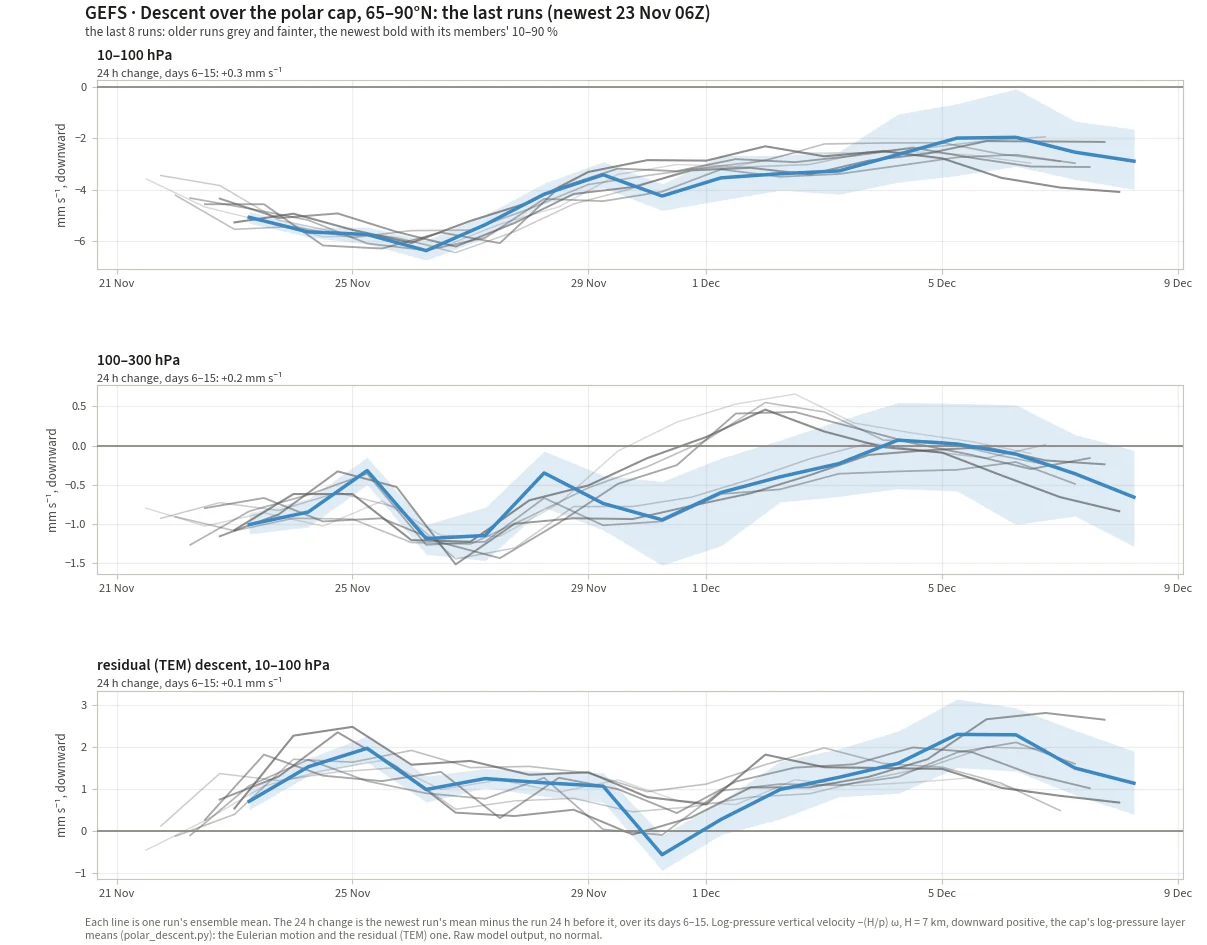 GEFS · Descent over the polar cap, 65–90°N: the last runs (newest 23 Nov 06Z)
the last 8 runs: older runs grey and fainter, the newest bold with its members' 10–90 %
10–100 hPa
24 h change, days 6–15: +0.3 mm s⁻¹
mm s⁻¹, downward
0
−2
−4
−6
21 Nov
25 Nov
29 Nov
1 Dec
5 Dec
9 Dec
100–300 hPa
24 h change, days 6–15: +0.2 mm s⁻¹
mm s⁻¹, downward
0.5
0.0
−0.5
−1.0
−1.5
21 Nov
25 Nov
29 Nov
1 Dec
5 Dec
9 Dec
residual (TEM) descent, 10–100 hPa
24 h change, days 6–15: +0.1 mm s⁻¹
mm s⁻¹, downward
3
2
1
0
−1
21 Nov
25 Nov
29 Nov
1 Dec
5 Dec
9 Dec
Each line is one run's ensemble mean. The 24 h change is the newest run's mean minus the run 24 h before it, over its days 6–15. Log-pressure vertical velocity −(H/p) ω, H = 7 km, downward positive, the cap's log-pressure layer
means (polar_descent.py): the Eulerian motion and the residual (TEM) one. Raw model output, no normal.